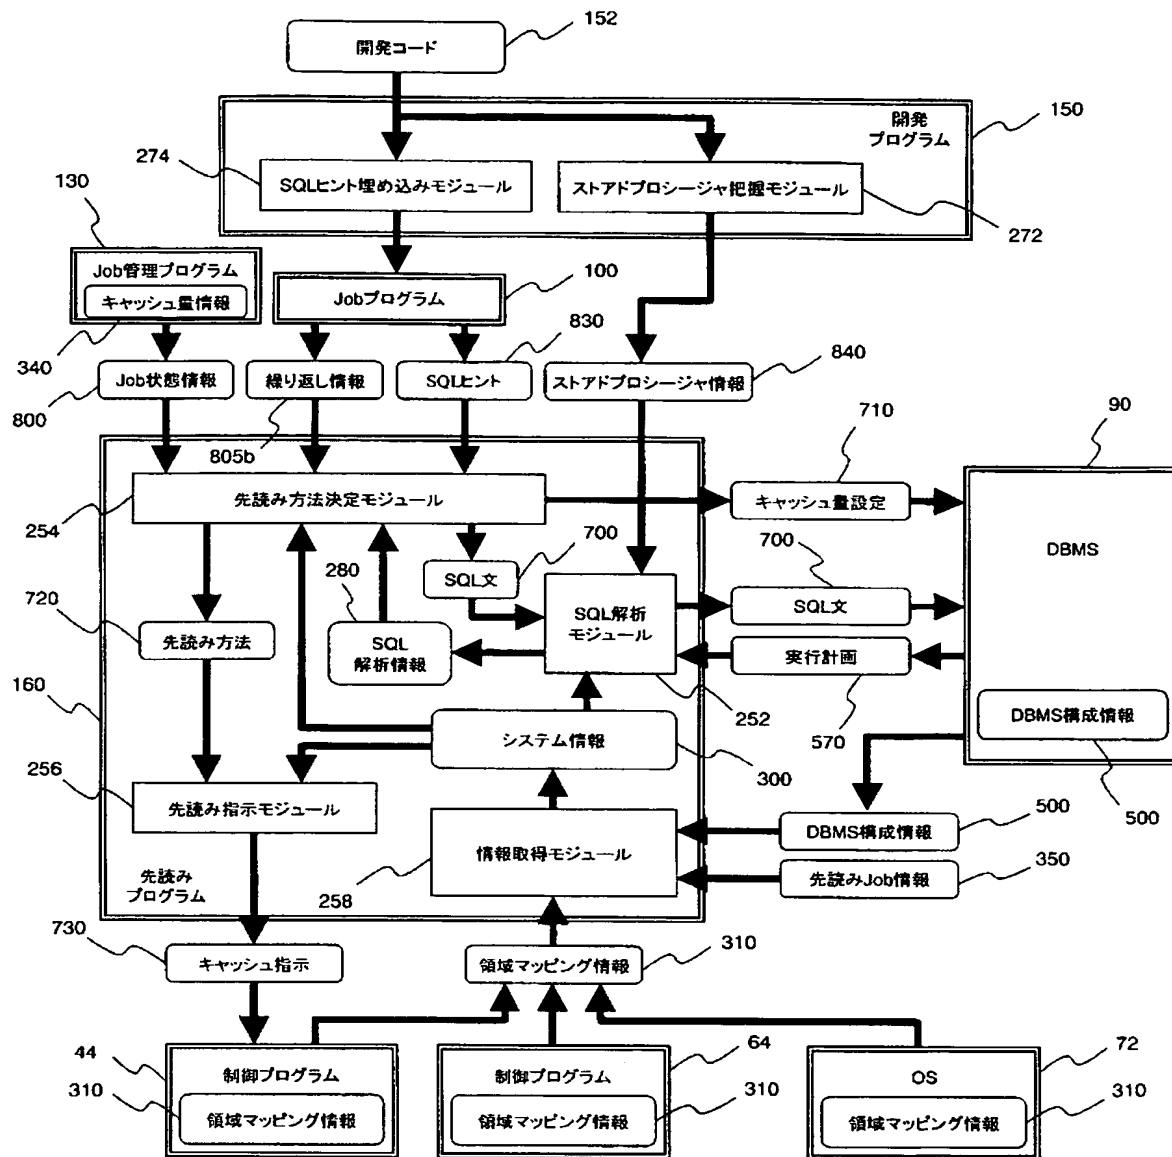 開発コード
152
開発
プログラム
150
274
SQLヒント埋め込みモジュール
ストアドプロシージャ把握モジュール
272
130
Job管理プログラム
キャッシュ量情報
340
Jobプログラム
100
830
840
Job状態情報
800
繰り返し情報
805b
SQLヒント
ストアドプロシージャ情報
710
90
先読み方法決定モジュール
254
キャッシュ量設定
DBMS
700
SQL文
280
SQL
解析情報
SQL解析
モジュール
700
SQL文
実行計画
720
先読み方法
252
570
DBMS構成情報
500
160
システム情報
300
256
先読み指示モジュール
情報取得モジュール
258
DBMS構成情報
500
先読みJob情報
350
先読み
プログラム
730
キャッシュ指示
領域マッピング情報
310
44
制御プログラム
310
領域マッピング情報
64
制御プログラム
領域マッピング情報
310
72
OS
領域マッピング情報
310